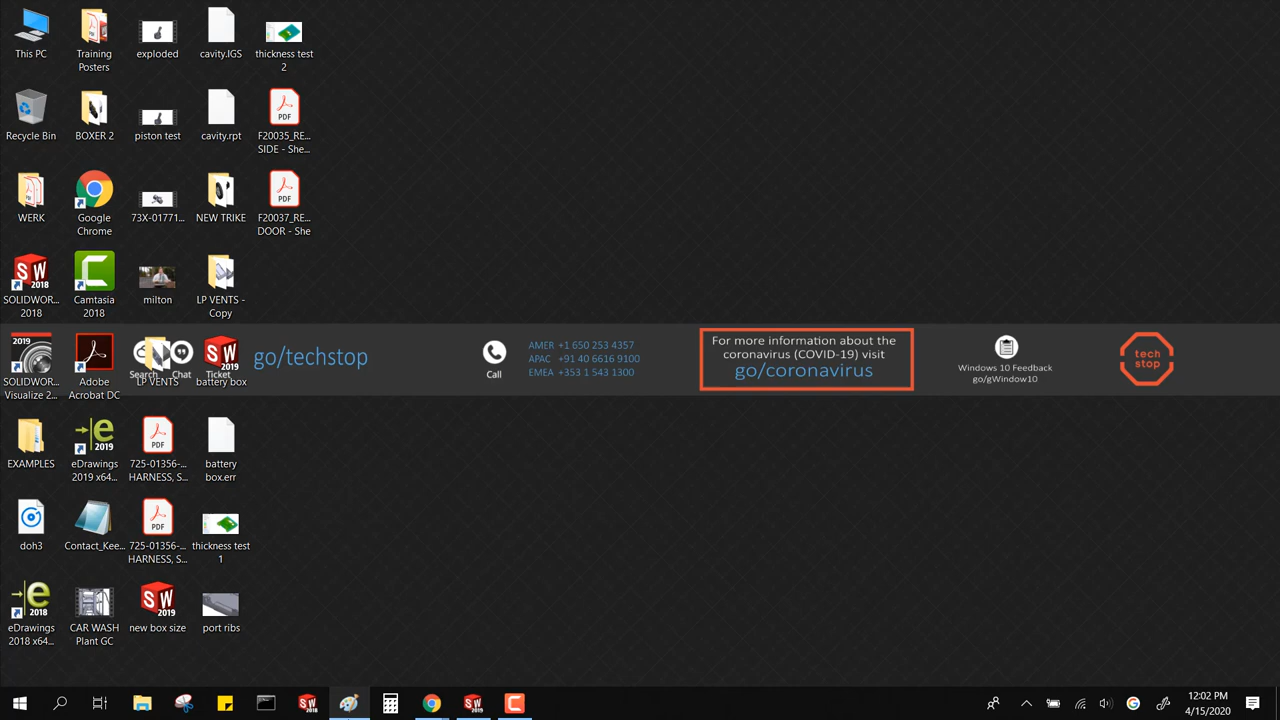 This PC
Training
Posters
exploded
cavity.IGS
thickness test
2
Recycle Bin
BOXER 2
piston test
cavity.rpt
PDF
F20035_RE...
SIDE - She...
WERK
Google
Chrome
73X-01771...
NEW TRIKE
PDF
F20037_RE...
DOOR - She
SW
2018
SOLIDWOR...
2018
Camtasia
2018
milton
LP VENTS -
Copy
2019
SOLIDWOR...
Visualize 2...
Adobe
Acrobat DC
Search
Chat
LP VENTS
SW
2019
Ticket
battery box
go/techstop
Call
AMER +1 650 253 4357
APAC +91 40 6616 9100
EMEA +353 1 543 1300
For more information about the
coronavirus (COVID-19) visit
go/coronavirus
Windows 10 Feedback
go/gWindow10
tech
stop
EXAMPLES
e
2019
eDrawings
2019 x64...
PDF
725-01356-...
HARNESS, S...
battery
box.err
doh3
Contact_Kee...
PDF
725-01356-...
HARNESS, S...
thickness test
1
e
2018
eDrawings
2018 x64...
CAR WASH
Plant GC
SW
2019
new box size
port ribs
SW
2018
SW
2019
G
12:02 PM
4/15/2020